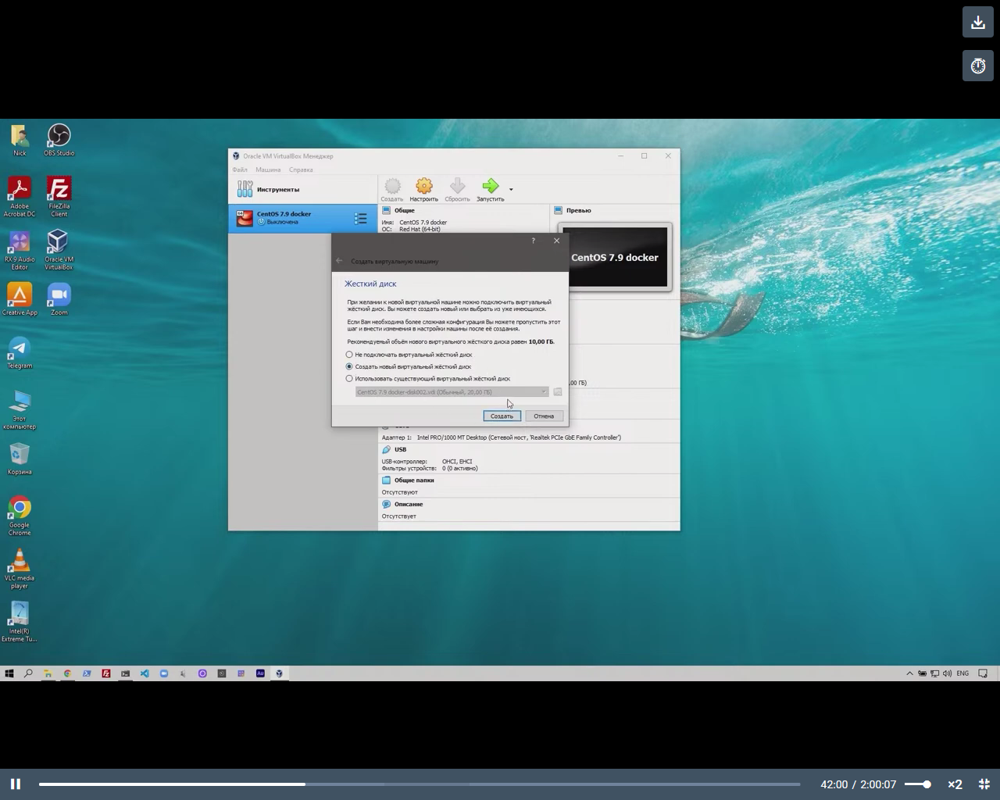 Nick
OBS Studio
Adobe
Acrobat DC
FileZilla
Client
RX 9 Audio
Editor
Oracle VM
VirtualBox
Creative App
Zoom
Telegram
Этот
компьютер
Корзина
Google
Chrome
VLC media
player
Intel(R)
Extreme Tu...
Oracle VM VirtualBox Менеджер
Файл Машина Справка
Инструменты
Создать Настроить Сбросить Запустить
CentOS 7.9 docker
Выключена
Общие
Имя: CentOS 7.9 docker
ОС: Red Hat (64-bit)
Превью
CentOS 7.9 docker
?
Создать виртуальную машину
Жесткий диск
При желании к новой виртуальной машине можно подключить виртуальный
жёсткий диск. Вы можете создать новый или выбрать из уже имеющихся.
Если Вам необходима более сложная конфигурация Вы можете пропустить этот
шаг и внести изменения в настройки машины после её создания.
Рекомендуемый объём нового виртуального жёсткого диска равен 10,00 ГБ.
Не подключать виртуальный жёсткий диск
Создать новый виртуальный жёсткий диск
Использовать существующий виртуальный жёсткий диск
CentOS 7.9 docker-disk002.vdi (Обычный, 20,00 ГБ)
Создать Отмена
,00 ГБ)
Адаптер 1: Intel PRO/1000 MT Desktop (Сетевой мост, 'Realtek PCIe GbE Family Controller')
USB
USB-контроллер: OHCI, EHCI
Фильтры устройств: 0 (0 активно)
Общие папки
Отсутствуют
Описание
Отсутствует
Au
ENG
42:00 / 2:00:07
×2